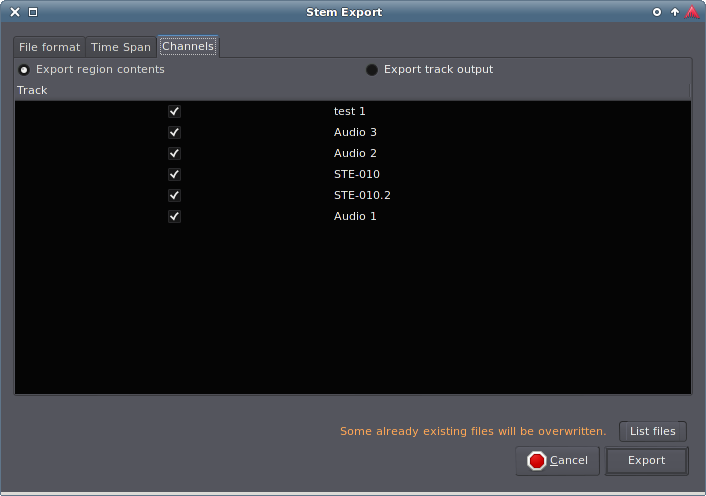 Stem Export
File format Time Span Channels
Export region contents Export track output
Track
test 1
Audio 3
Audio 2
STE-010
STE-010.2
Audio 1
Some already existing files will be overwritten. List files
Cancel Export